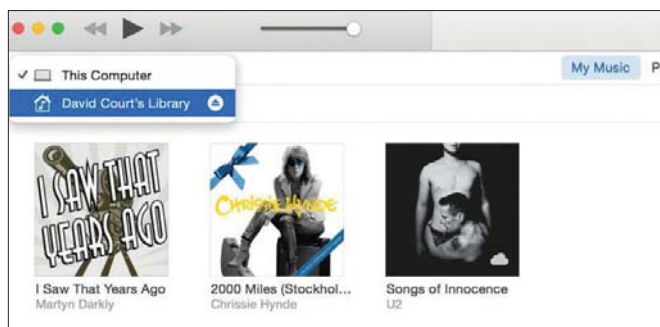 ✓ This Computer
My Music P
David Court's Library
I SAW THAT
YEARS AGO
CHRISSIE HYNDE
I Saw That Years Ago
Martyn Darkly
2000 Miles (Stockhol...
Chrissie Hynde
Songs of Innocence
U2